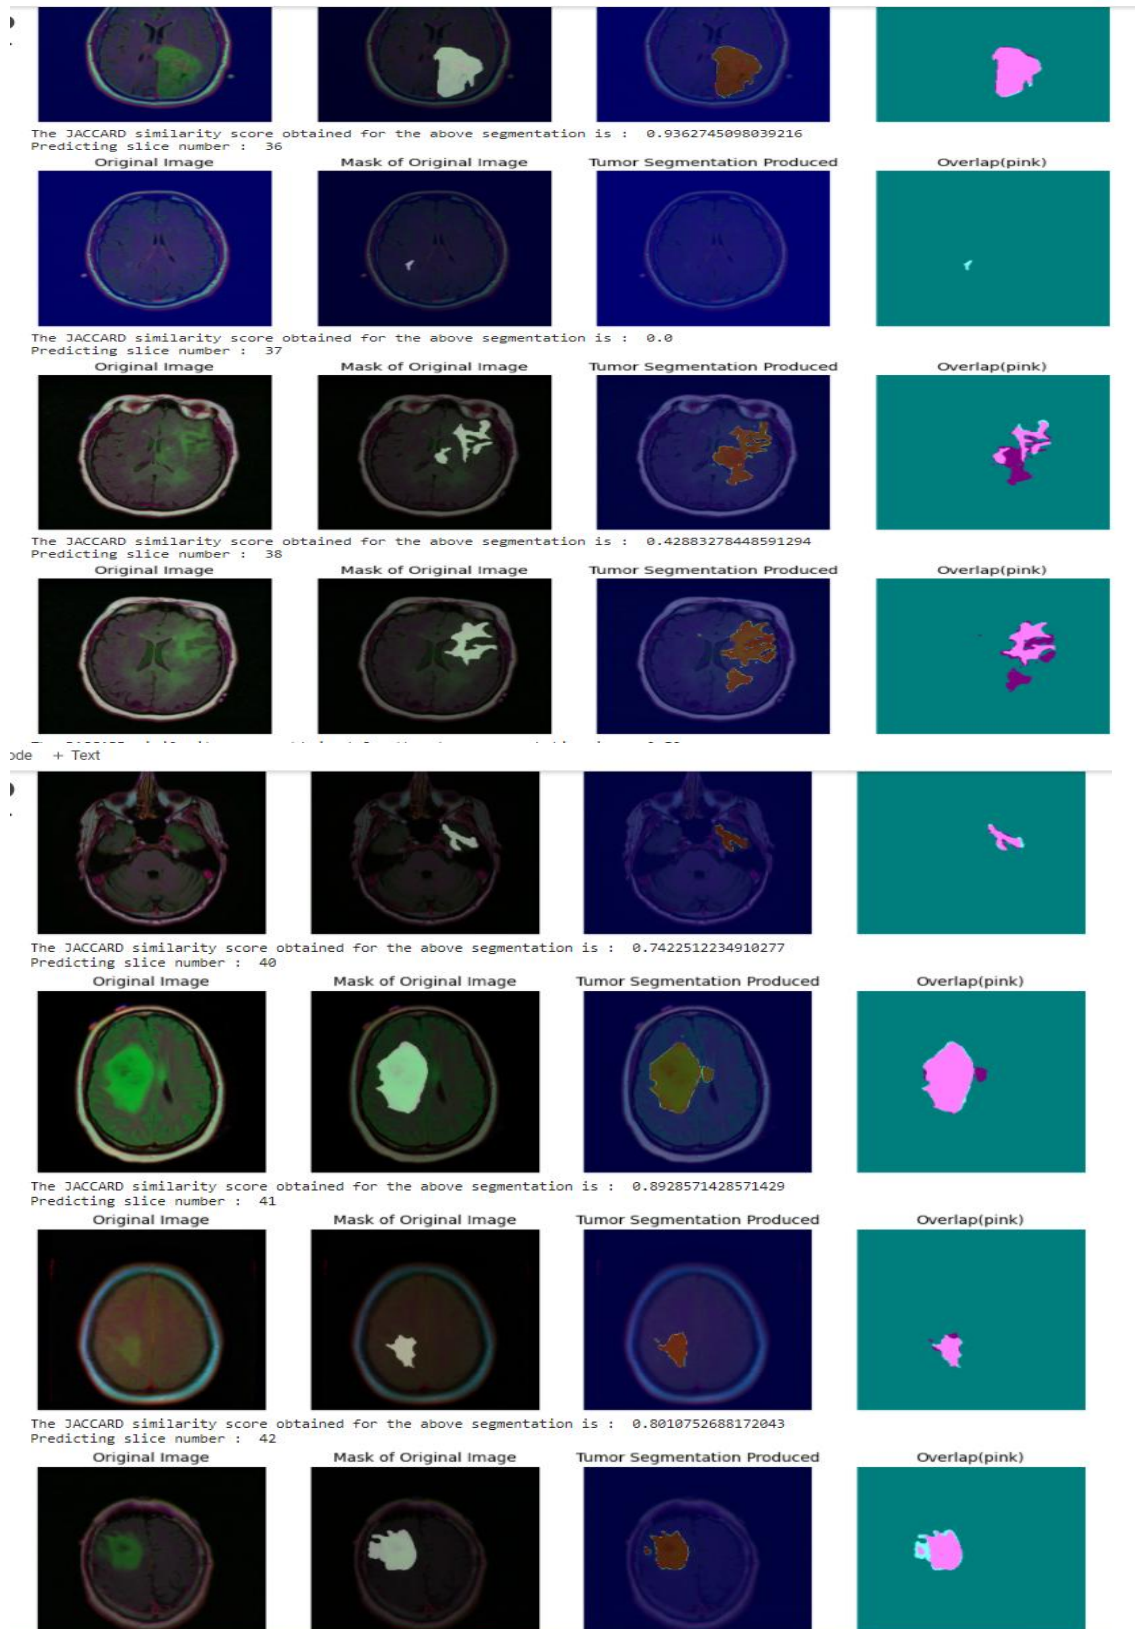 The JACCARD similarity score obtained for the above segmentation is :  0.9362745098039216
Predicting slice number :  36
Original Image Mask of Original Image Tumor Segmentation Produced Overlap(pink)
The JACCARD similarity score obtained for the above segmentation is :  0.0
Predicting slice number :  37
Original Image Mask of Original Image Tumor Segmentation Produced Overlap(pink)
The JACCARD similarity score obtained for the above segmentation is :  0.42883278448591294
Predicting slice number :  38
Original Image Mask of Original Image Tumor Segmentation Produced Overlap(pink)
+ Text
The JACCARD similarity score obtained for the above segmentation is :  0.7422512234910277
Predicting slice number :  40
Original Image Mask of Original Image Tumor Segmentation Produced Overlap(pink)
The JACCARD similarity score obtained for the above segmentation is :  0.8928571428571429
Predicting slice number :  41
Original Image Mask of Original Image Tumor Segmentation Produced Overlap(pink)
The JACCARD similarity score obtained for the above segmentation is :  0.8010752688172043
Predicting slice number :  42
Original Image Mask of Original Image Tumor Segmentation Produced Overlap(pink)